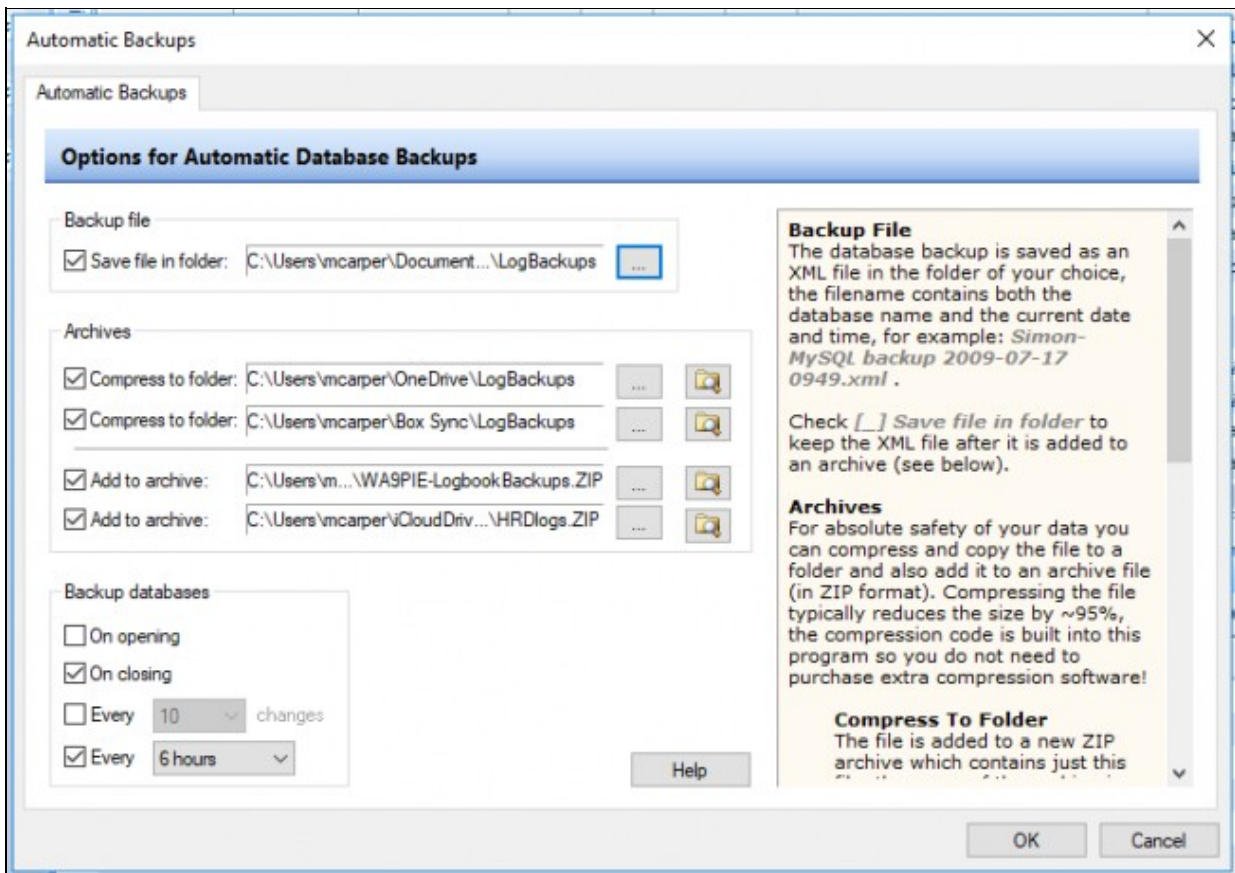 Automatic Backups
Automatic Backups
Options for Automatic Database Backups
Backup file
Save file in folder: C:\Users\mcarper\Document...\LogBackups ...
Archives
Compress to folder: C:\Users\mcarper\OneDrive\LogBackups ...
Compress to folder: C:\Users\mcarper\Box Sync\LogBackups ...
Add to archive: C:\Users\m...\WA9PIE-LogbookBackups.ZIP ...
Add to archive: C:\Users\mcarper\iCloudDriv...\HRDlogs.ZIP ...
Backup databases
On opening
On closing
Every 10 changes
Every 6 hours
Help
Backup File
The database backup is saved as an
XML file in the folder of your choice,
the filename contains both the
database name and the current date
and time, for example: Simon-
MySQL backup 2009-07-17
0949.xml .
Check [_] Save file in folder to
keep the XML file after it is added to
an archive (see below).
Archives
For absolute safety of your data you
can compress and copy the file to a
folder and also add it to an archive file
(in ZIP format). Compressing the file
typically reduces the size by ~95%,
the compression code is built into this
program so you do not need to
purchase extra compression software!
Compress To Folder
The file is added to a new ZIP
archive which contains just this
OK Cancel